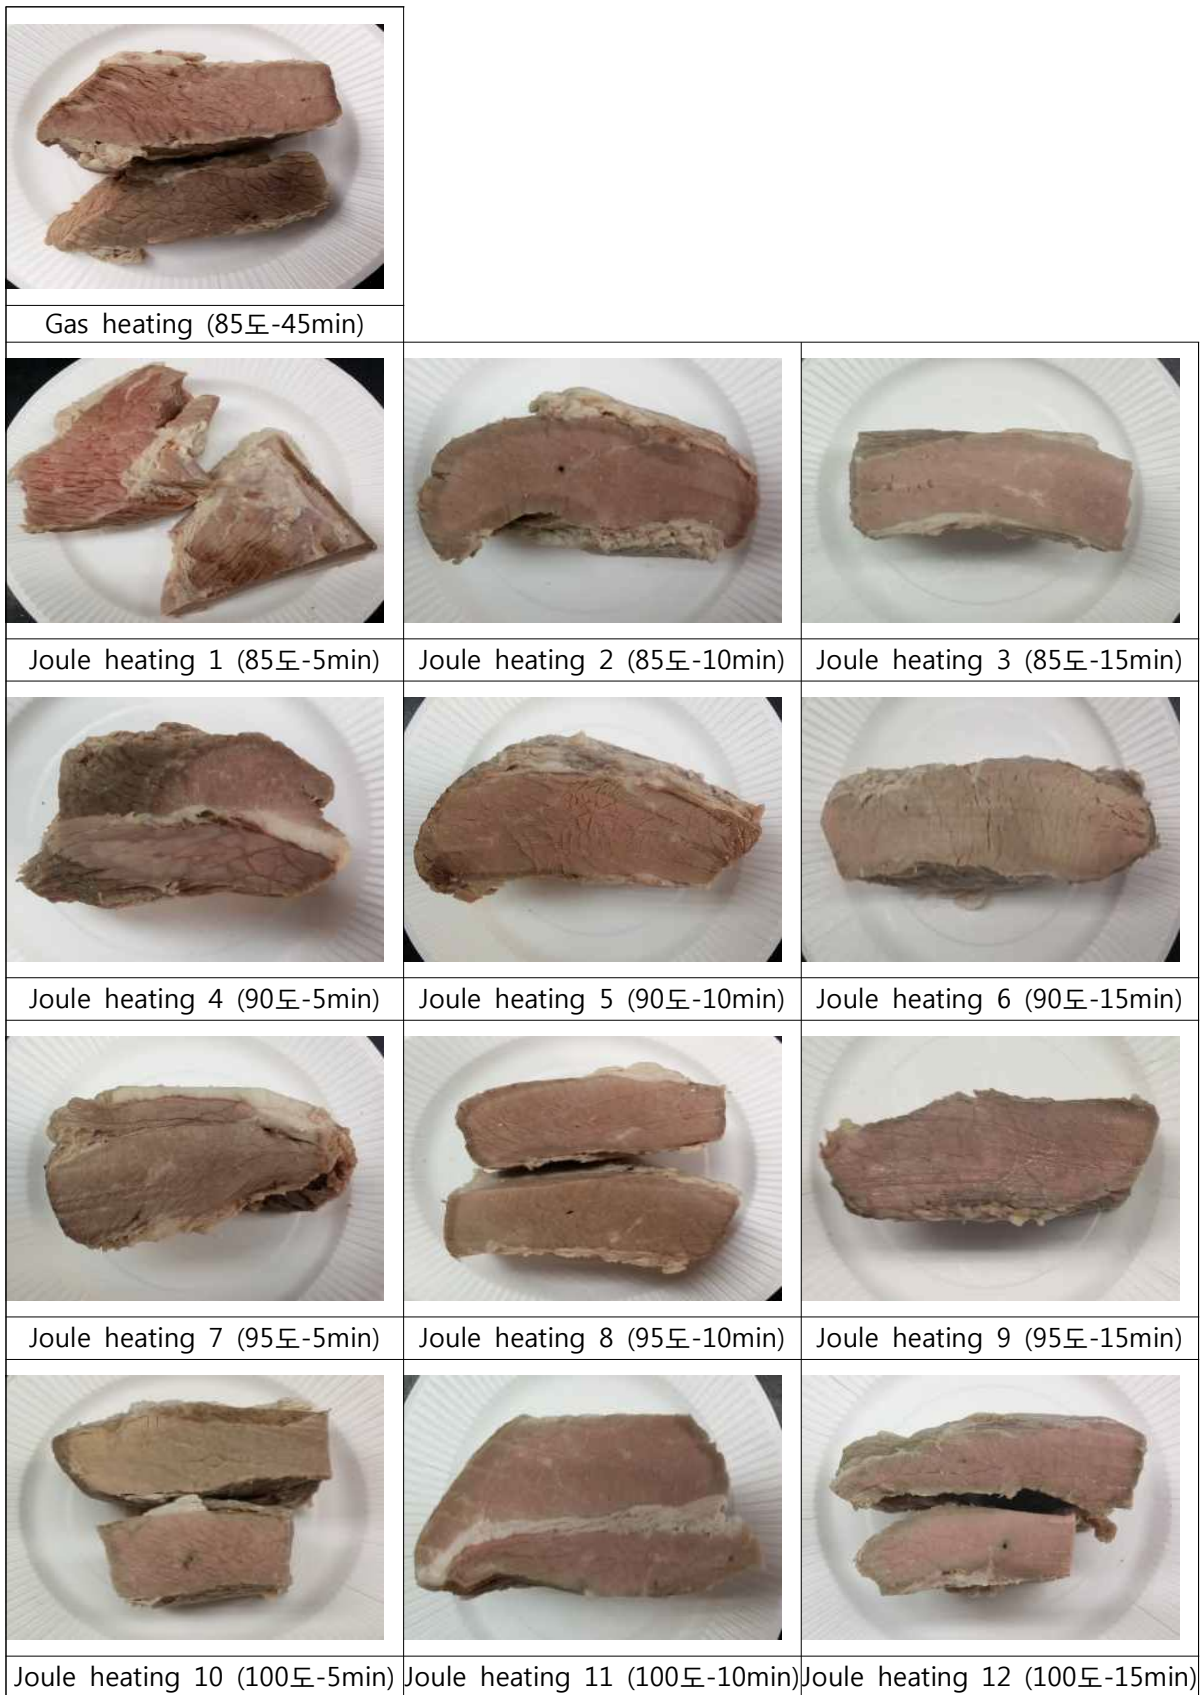 Gas heating (85도-45min)
Joule heating 1 (85도-5min)
Joule heating 2 (85도-10min)
Joule heating 3 (85도-15min)
Joule heating 4 (90도-5min)
Joule heating 5 (90도-10min)
Joule heating 6 (90도-15min)
Joule heating 7 (95도-5min)
Joule heating 8 (95도-10min)
Joule heating 9 (95도-15min)
Joule heating 10 (100도-5min)
Joule heating 11 (100도-10min)
Joule heating 12 (100도-15min)